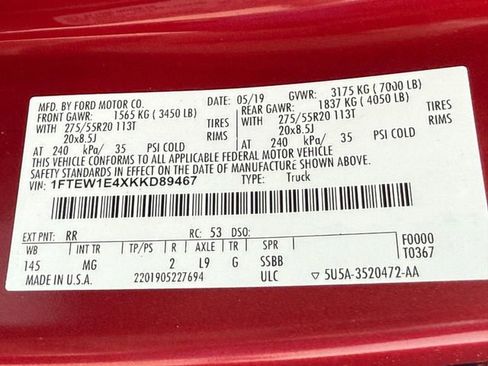 MFD. BY FORD MOTOR CO. DATE: 05/19 GVWR: 3175 KG (7000 LB)
FRONT GAWR: 1565 KG (3450 LB) REAR GAWR: 1837 KG (4050 LB)
WITH 275/55R20 113T TIRES WITH 275/55R20 113T TIRES
20x8.5J RIMS 20x8.5J RIMS
AT 240 kPa/ 35 PSI COLD AT 240 kPa/ 35 PSI COLD
THIS VEHICLE CONFORMS TO ALL APPLICABLE FEDERAL MOTOR VEHICLE
SAFETY STANDARDS IN EFFECT ON THE DATE OF MANUFACTURE SHOWN ABOVE.
VIN: 1FTEW1E4XKKD89467 TYPE: Truck
EXT PNT: RR RC: 53 DSO:
WB INT TR TP/PS R AXLE TR SPR F0000
145 MG 2 L9 G SSBB T0367
MADE IN U.S.A. 2201905227694 ULC ▽ 5U5A-3520472-AA